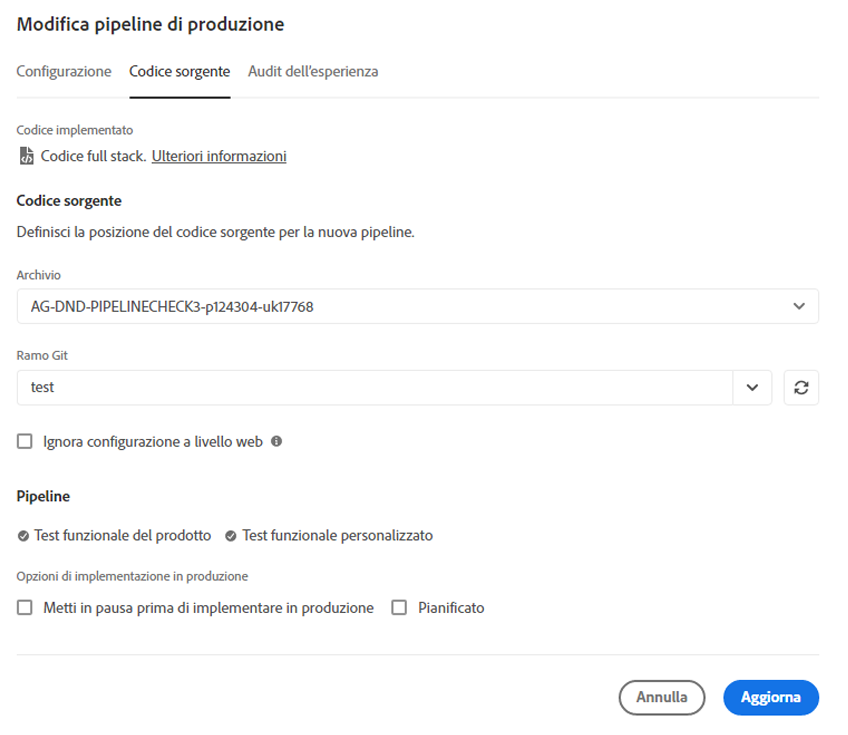 Modifica pipeline di produzione
Configurazione Codice sorgente Audit dell'esperienza
Codice implementato
Codice full stack. Ulteriori informazioni
Codice sorgente
Definisci la posizione del codice sorgente per la nuova pipeline.
Archivio
AG-DND-PIPELINECHECK3-p124304-uk17768
Ramo Git
test
Ignora configurazione a livello web
Pipeline
Test funzionale del prodotto Test funzionale personalizzato
Opzioni di implementazione in produzione
Metti in pausa prima di implementare in produzione Pianificato
Annulla Aggiorna